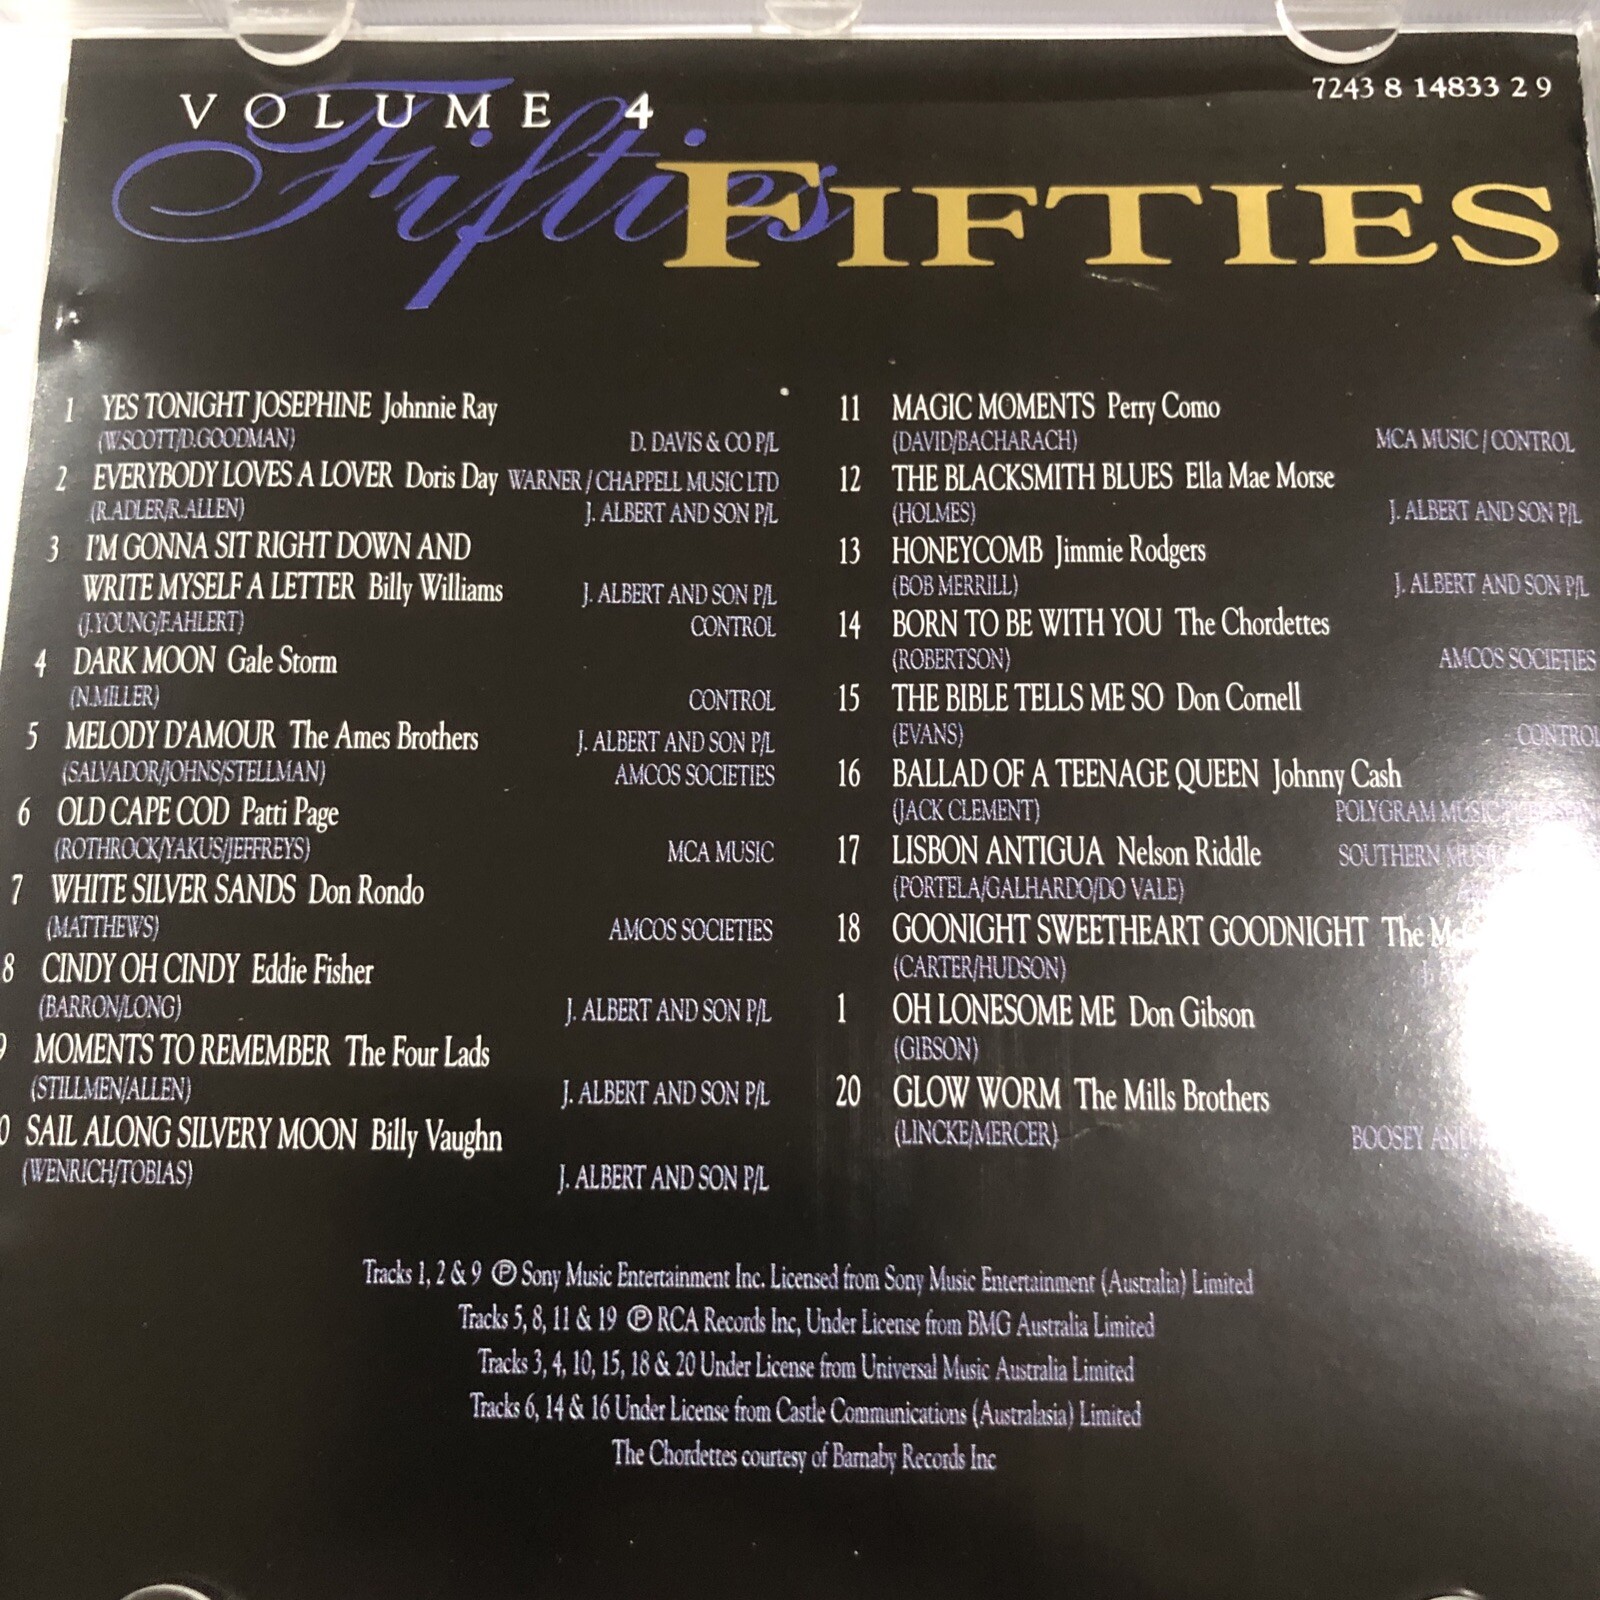 VOLUME 4
7243 8 14833 2 9
Fifties
FIFTIES
1 YES TONIGHT JOSEPHINE Johnnie Ray
(W.SCOTT/D.GOODMAN) D. DAVIS & CO P/L
2 EVERYBODY LOVES A LOVER Doris Day WARNER / CHAPPELL MUSIC LTD
(R.ADLER/R.ALLEN) J. ALBERT AND SON P/L
3 I'M GONNA SIT RIGHT DOWN AND
WRITE MYSELF A LETTER Billy Williams J. ALBERT AND SON P/L
(J.YOUNG/F.AHLERT) CONTROL
4 DARK MOON Gale Storm
(N.MILLER) CONTROL
5 MELODY D'AMOUR The Ames Brothers J. ALBERT AND SON P/L
(SALVADOR/JOHNS/STELLMAN) AMCOS SOCIETIES
6 OLD CAPE COD Patti Page
(ROTHROCK/YAKUS/JEFFREYS) MCA MUSIC
7 WHITE SILVER SANDS Don Rondo
(MATTHEWS) AMCOS SOCIETIES
8 CINDY OH CINDY Eddie Fisher
(BARRON/LONG) J. ALBERT AND SON P/L
9 MOMENTS TO REMEMBER The Four Lads
(STILLMEN/ALLEN) J. ALBERT AND SON P/L
0 SAIL ALONG SILVERY MOON Billy Vaughn
(WENRICH/TOBIAS) J. ALBERT AND SON P/L
11 MAGIC MOMENTS Perry Como
(DAVID/BACHARACH) MCA MUSIC / CONTROL
12 THE BLACKSMITH BLUES Ella Mae Morse
(HOLMES) J. ALBERT AND SON P/L
13 HONEYCOMB Jimmie Rodgers
(BOB MERRILL) J. ALBERT AND SON P/L
14 BORN TO BE WITH YOU The Chordettes
(ROBERTSON) AMCOS SOCIETIES
15 THE BIBLE TELLS ME SO Don Cornell
(EVANS) CONTROL
16 BALLAD OF A TEENAGE QUEEN Johnny Cash
(JACK CLEMENT) POLYGRAM MUSIC
17 LISBON ANTIGUA Nelson Riddle SOUTHERN MUSIC
(PORTELA/GALHARDO/DO VALE)
18 GOONIGHT SWEETHEART GOODNIGHT The
(CARTER/HUDSON)
1 OH LONESOME ME Don Gibson
(GIBSON)
20 GLOW WORM The Mills Brothers
(LINCKE/MERCER) BOOSEY AND
Tracks 1, 2 & 9 ℗ Sony Music Entertainment Inc. Licensed from Sony Music Entertainment (Australia) Limited
Tracks 5, 8, 11 & 19 ℗ RCA Records Inc, Under License from BMG Australia Limited
Tracks 3, 4, 10, 15, 18 & 20 Under License from Universal Music Australia Limited
Tracks 6, 14 & 16 Under License from Castle Communications (Australasia) Limited
The Chordettes courtesy of Barnaby Records Inc